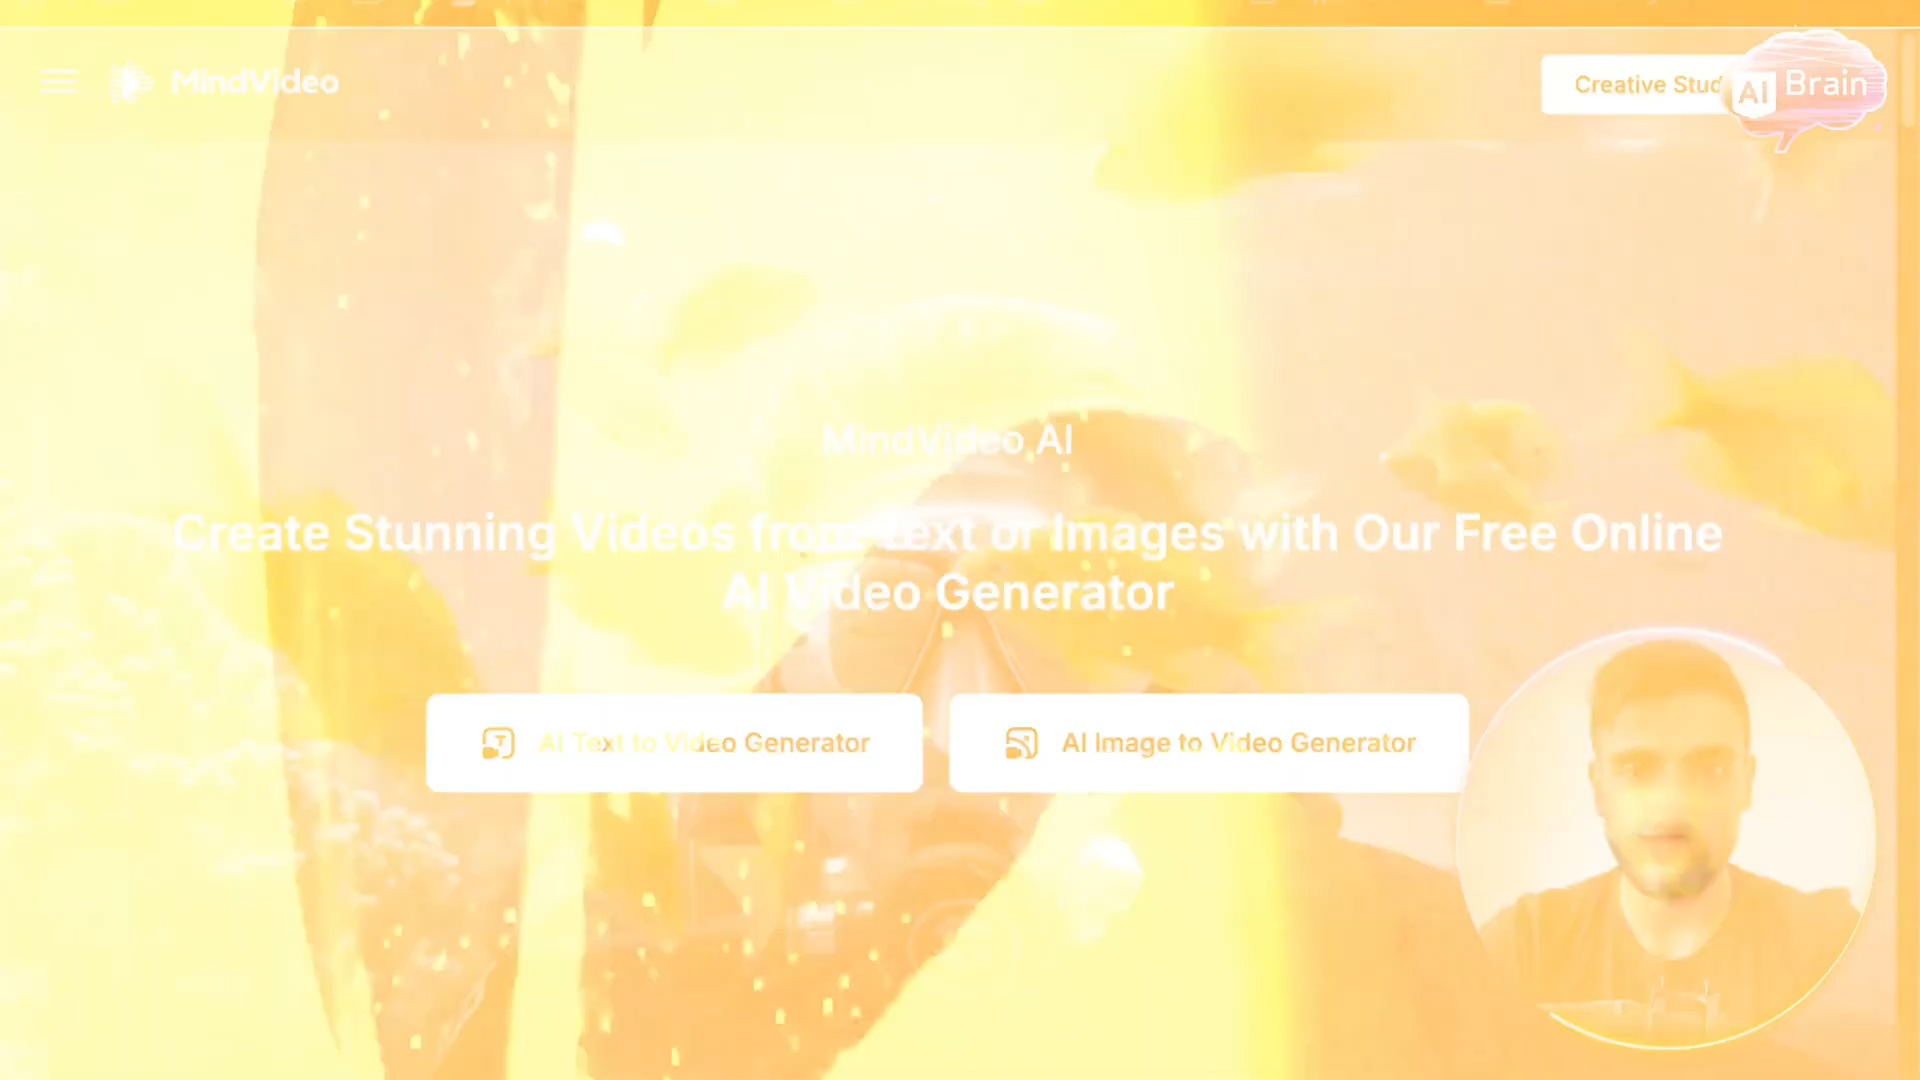 MindVideo
Creative Stud
AI Brain
MindVideo AI
Create Stunning Videos from Text or Images with Our Free Online
AI Video Generator
AI Text to Video Generator
AI Image to Video Generator